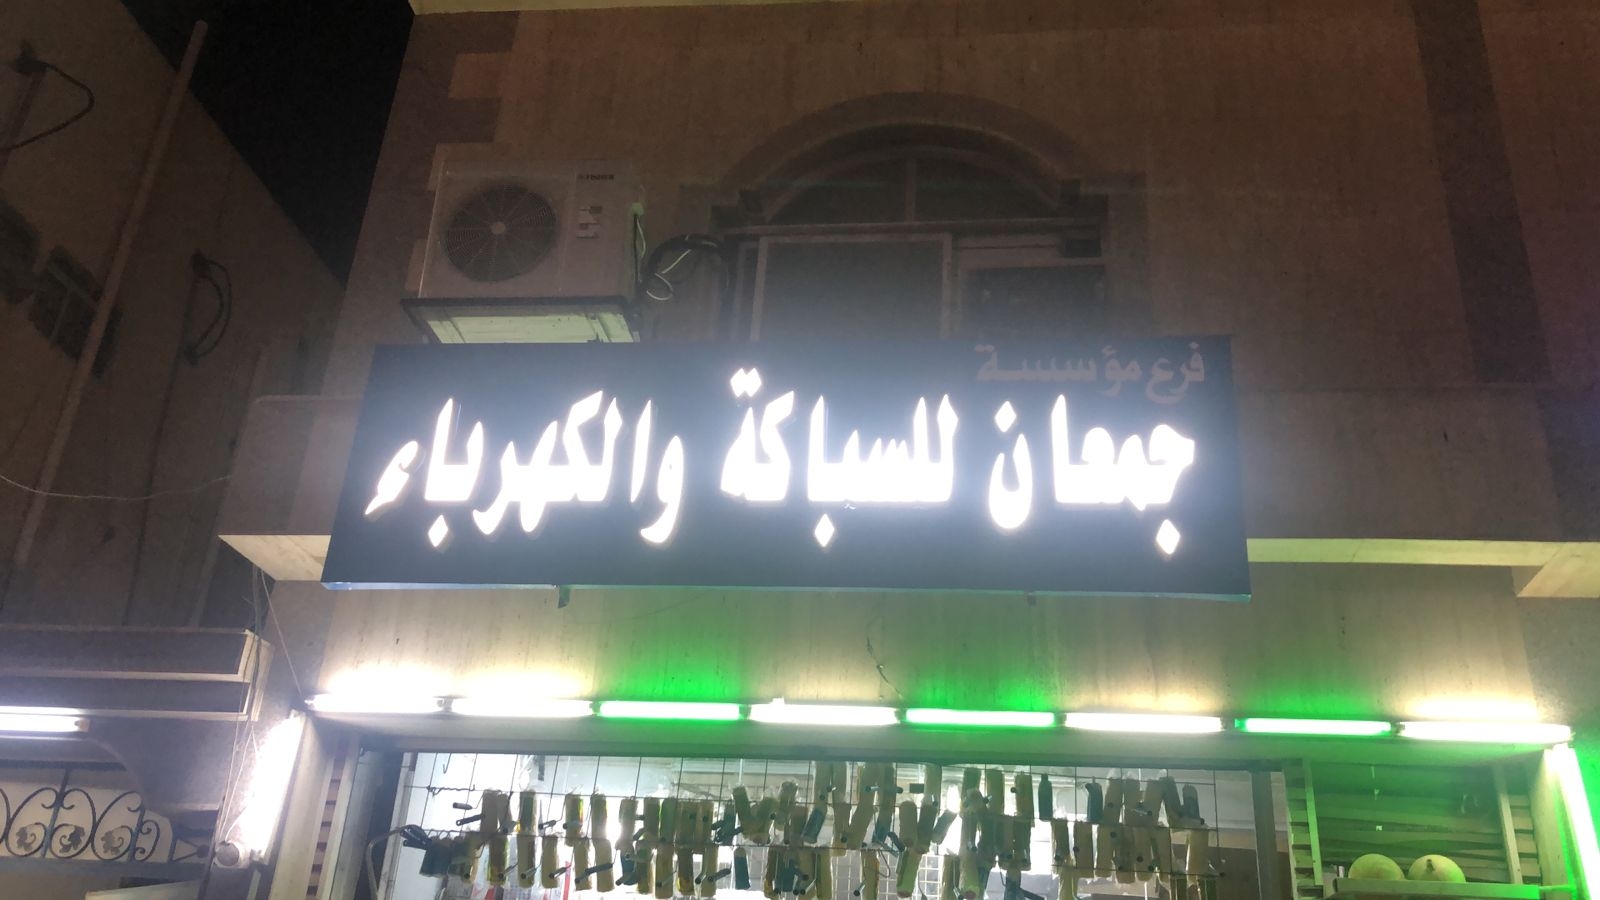 فرع مؤسسة
جمعان للسباكة والكهرباء